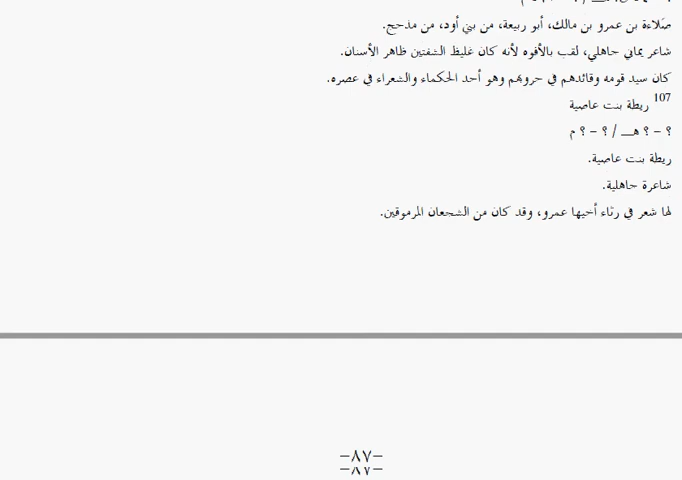 صَلاءة بن عمرو بن مالك، أبو ربيعة، من بني أود، من مذحج.
شاعر يماني جاهلي، لقب بالأفوه لأنه كان غليظ الشفتين ظاهر الأسنان.
كان سيد قومه وقائدهم في حروبهم وهو أحد الحكماء والشعراء في عصره.
107 ريطة بنت عاصية
؟ – ؟ هـ / ؟ – ؟ م
ريطة بنت عاصية.
شاعرة جاهلية.
لها شعر في رثاء أخيها عمرو، وقد كان من الشجعان المرموقين.
–٨٧–
–٨٧–